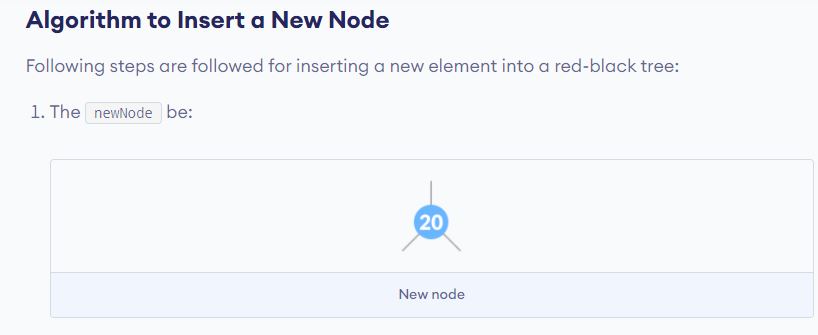 Algorithm to Insert a New Node
Following steps are followed for inserting a new element into a red-black tree:
1. The newNode be:
20
New node